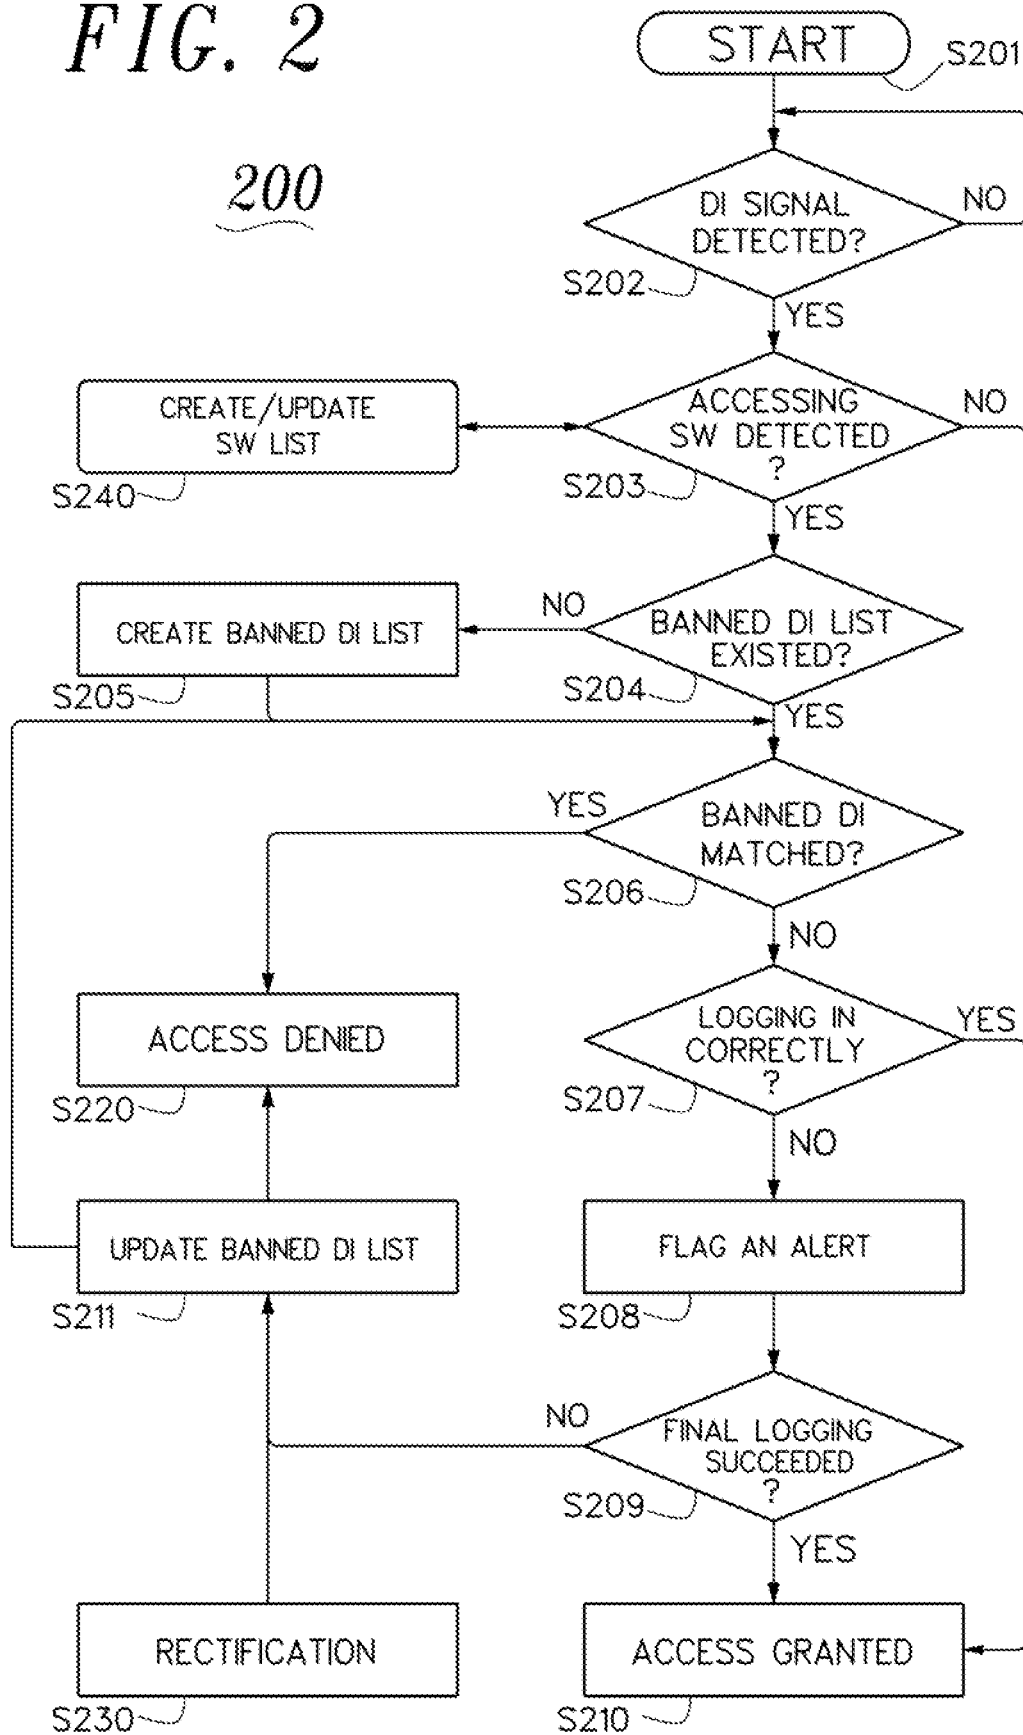 FIG. 2
START
S201
200
DI SIGNAL
DETECTED?
NO
S202
YES
CREATE/UPDATE
SW LIST
S240
ACCESSING
SW DETECTED
?
NO
S203
YES
CREATE BANNED DI LIST
S205
NO
BANNED DI LIST
EXISTED?
S204
YES
YES
BANNED DI
MATCHED?
S206
NO
ACCESS DENIED
S220
LOGGING IN
CORRECTLY
?
YES
S207
NO
UPDATE BANNED DI LIST
S211
FLAG AN ALERT
S208
NO
FINAL LOGGING
SUCCEEDED
?
S209
YES
RECTIFICATION
S230
ACCESS GRANTED
S210